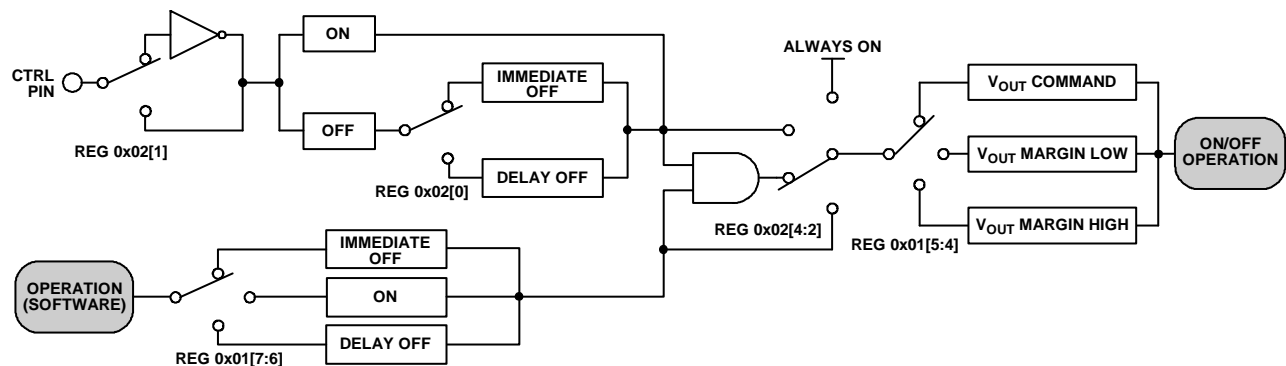 CTRL
PIN
REG 0x02[1]
ON
OFF
IMMEDIATE
OFF
DELAY OFF
REG 0x02[0]
ALWAYS ON
REG 0x02[4:2]
REG 0x01[5:4]
VOUT COMMAND
VOUT MARGIN LOW
VOUT MARGIN HIGH
ON/OFF
OPERATION
OPERATION
(SOFTWARE)
IMMEDIATE
OFF
ON
DELAY OFF
REG 0x01[7:6]